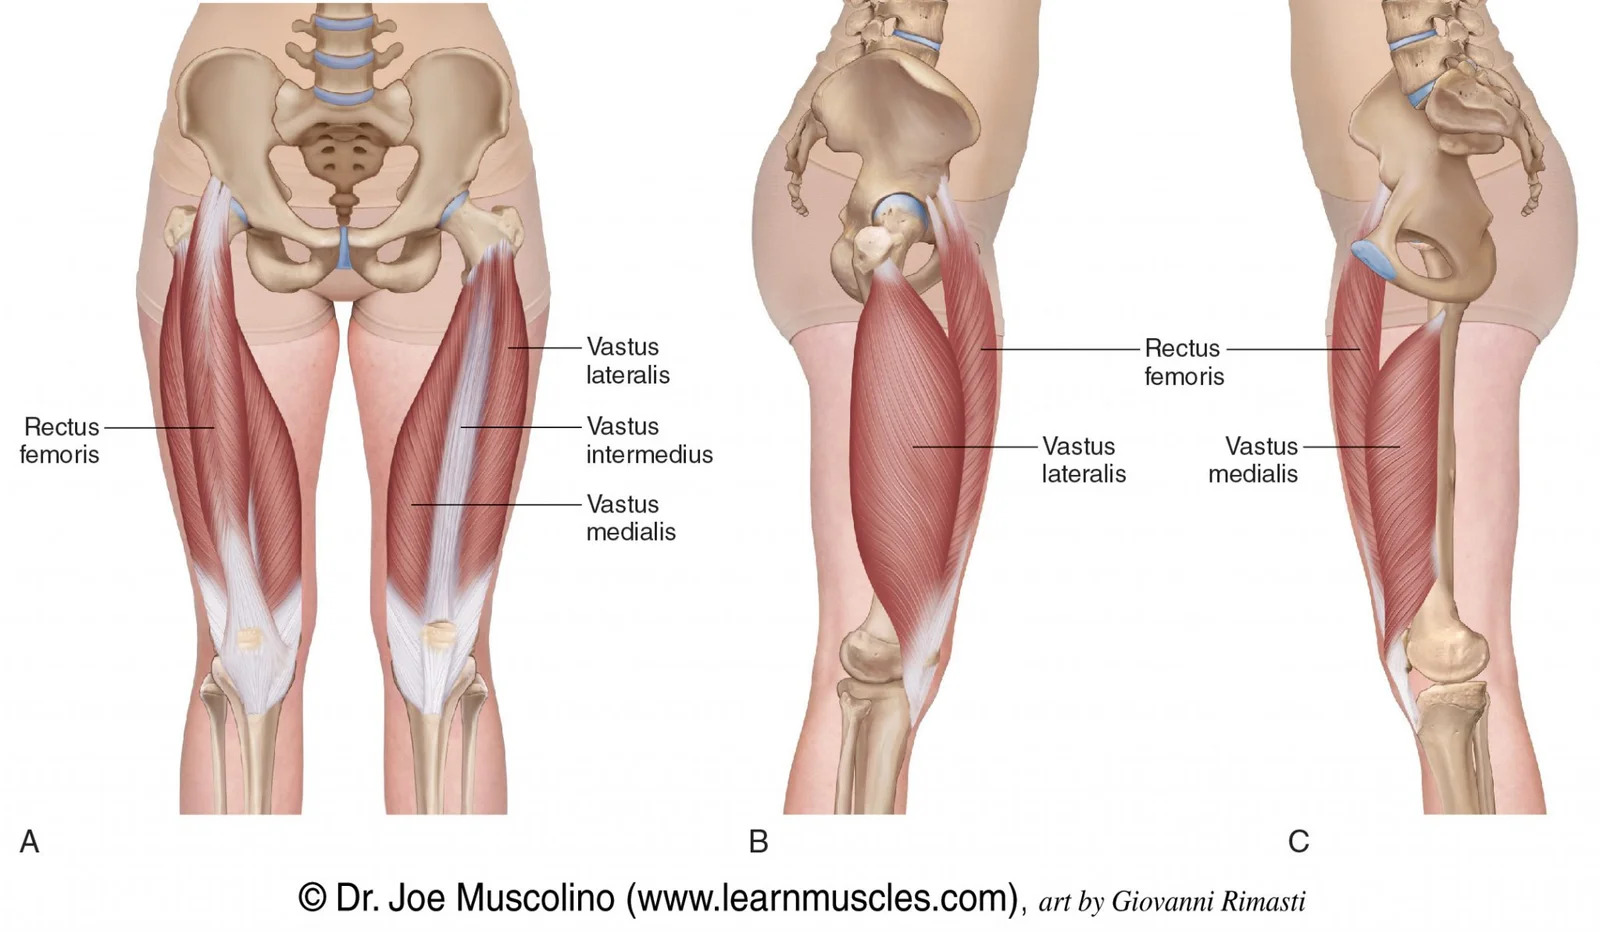 Rectus
femoris
Vastus
lateralis
Vastus
intermedius
Vastus
medialis
Rectus
femoris
Vastus
lateralis
Vastus
medialis
A
B
C
© Dr. Joe Muscolino (www.learnmuscles.com), art by Giovanni Rimasti